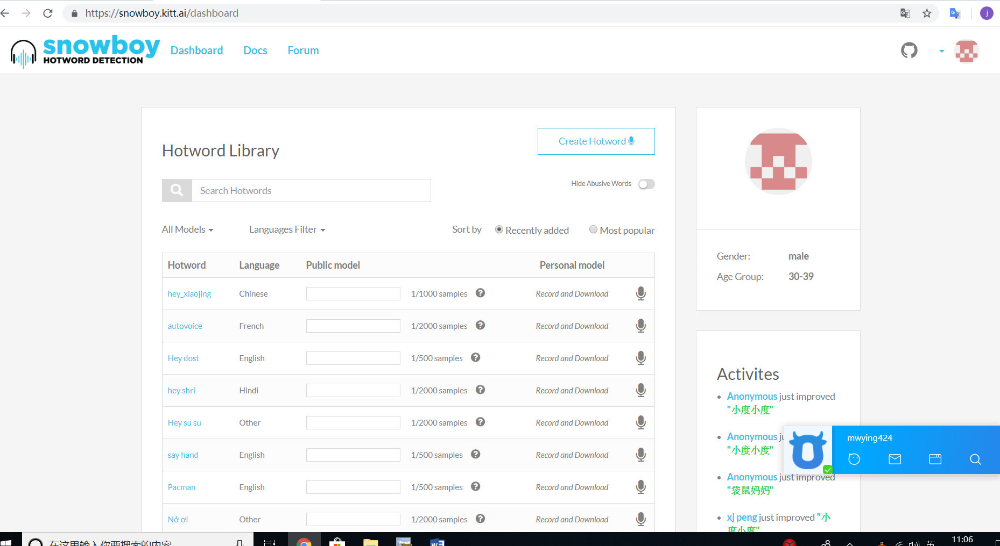 https://snowboy.kitt.ai/dashboard
j
snowboy
HOTWORD DETECTION
Dashboard
Docs
Forum
Hotword Library
Create Hotword
Search Hotwords
Hide Abusive Words
All Models
Languages Filter
Sort by
Recently added
Most popular
Hotword Language Public model Personal model
hey_xiaojing Chinese 1/1000 samples ? Record and Download
autovoice French 1/2000 samples ? Record and Download
Hey dost English 1/500 samples ? Record and Download
hey shri Hindi 1/2000 samples ? Record and Download
Hey su su Other 1/2000 samples ? Record and Download
say hand English 1/500 samples ? Record and Download
Pacman English 1/500 samples ? Record and Download
Nở ơi Other 1/2000 samples ? Record and Download
Gender: male
Age Group: 30-39
Activites
Anonymous just improved
"小度小度"
Anonymous ju
"小度小度"
Anonymous just improved
"袋鼠妈妈"
xj peng just improved "小
度小度"
mwying424
在这里输入你要搜索的内容
英
11:06